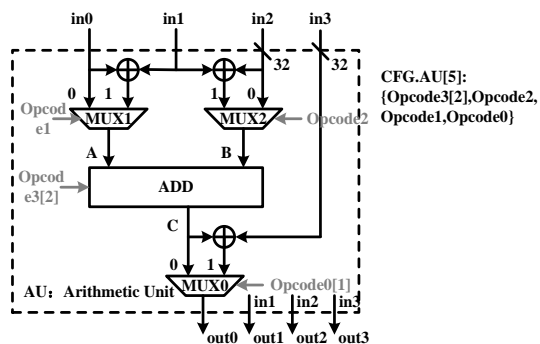 in0 in1 in2 in3
32 32
CFG.AU[5]:
{Opcode3[2],Opcode2,
Opcode1,Opcode0}
0 1 1 0
Opcod
e1
MUX1 MUX2 Opcode2
A B
Opcod
e3[2]
ADD
C
0 1
MUX0 Opcode0[1]
AU: Arithmetic Unit
in1 in2 in3
out0 out1 out2 out3